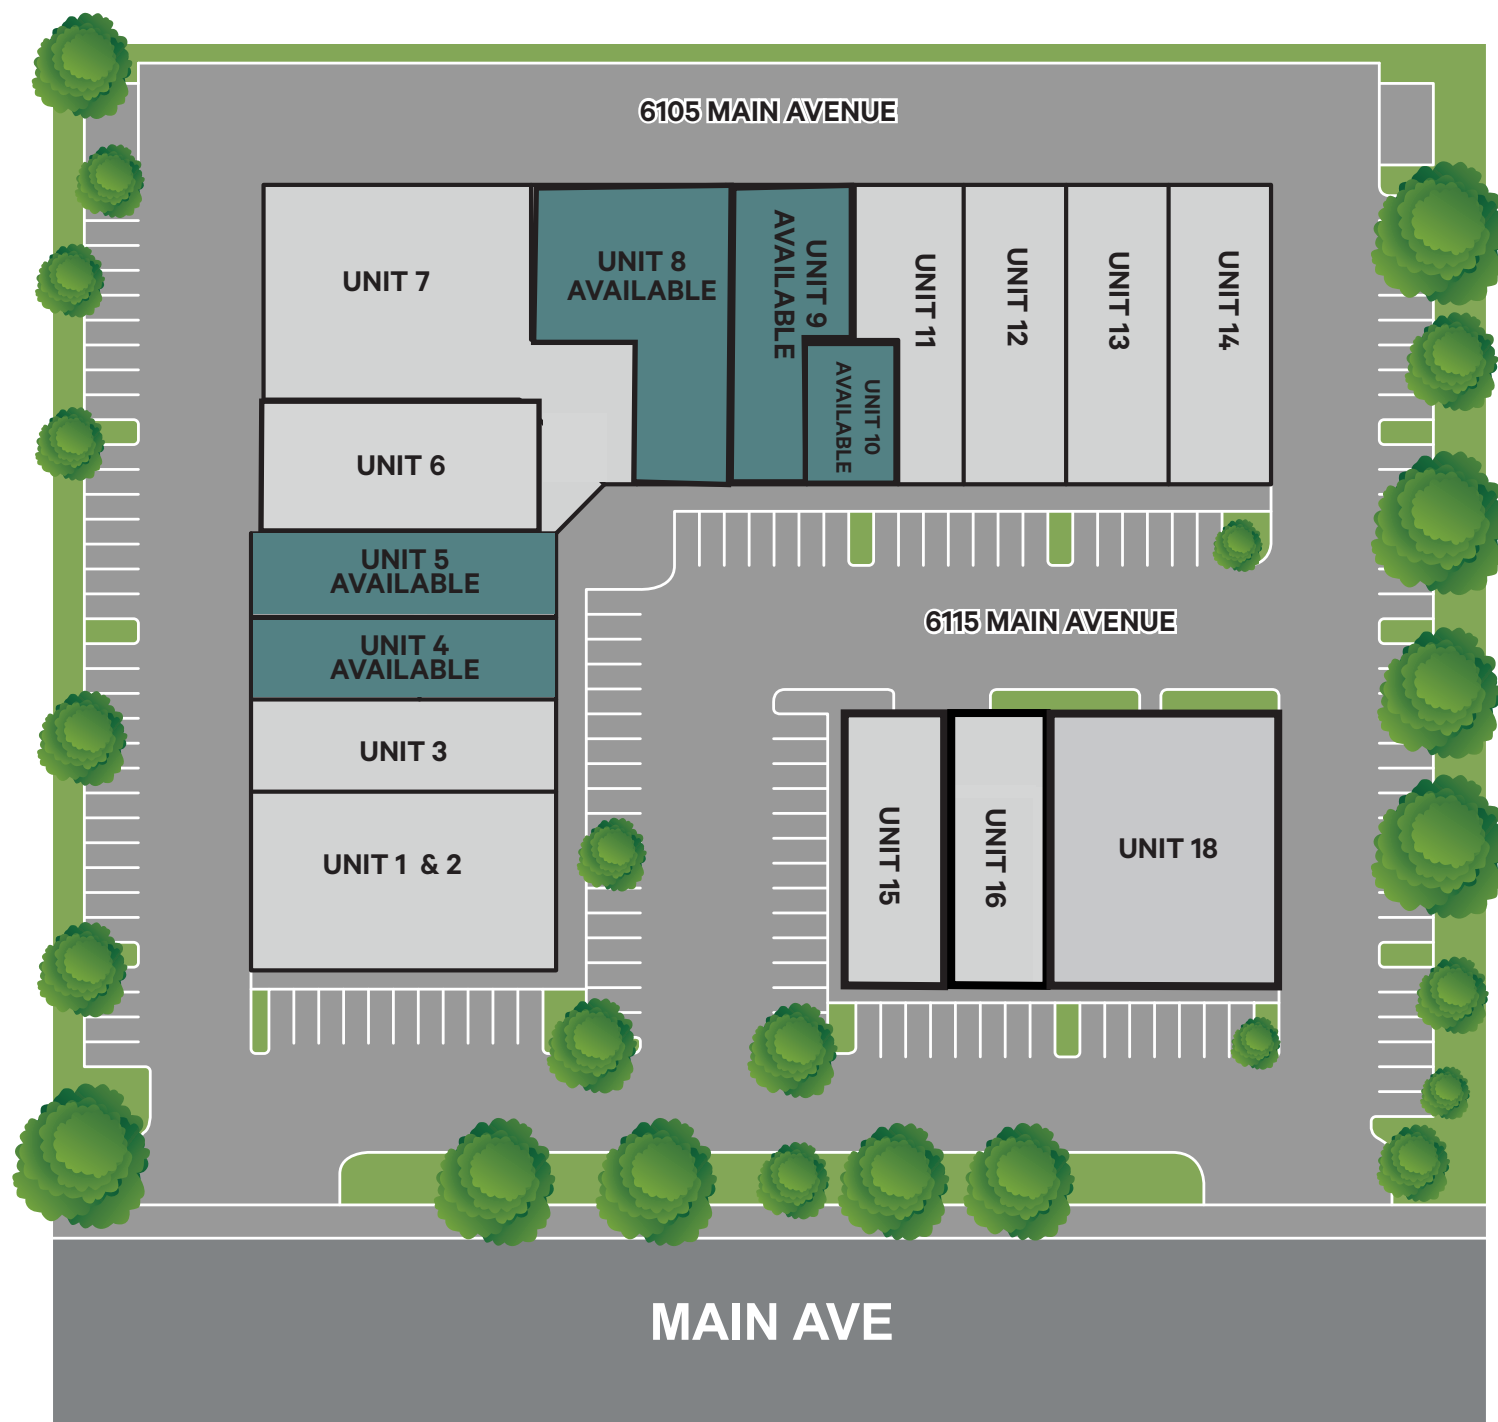 6105 MAIN AVENUE
UNIT 7
UNIT 8
AVAILABLE
UNIT 9
AVAILABLE
UNIT 10
AVAILABLE
UNIT 11
UNIT 12
UNIT 13
UNIT 14
UNIT 6
UNIT 5
AVAILABLE
UNIT 4
AVAILABLE
UNIT 3
UNIT 1 & 2
6115 MAIN AVENUE
UNIT 15
UNIT 16
UNIT 18
MAIN AVE